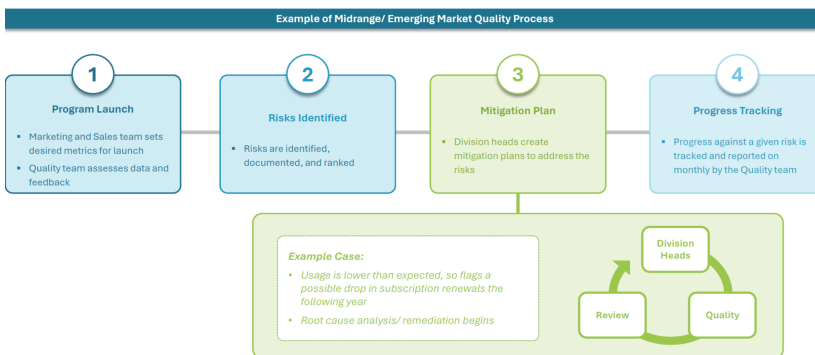 Example of Midrange/ Emerging Market Quality Process
1
Program Launch
▪ Marketing and Sales team sets
desired metrics for launch
▪ Quality team assesses data and
feedback
2
Risks Identified
▪ Risks are identified,
documented, and ranked
3
Mitigation Plan
▪ Division heads create
mitigation plans to address the
risks
4
Progress Tracking
▪ Progress against a given risk is
tracked and reported on
monthly by the Quality team
Example Case:
• Usage is lower than expected, so flags a
possible drop in subscription renewals the
following year
• Root cause analysis/ remediation begins
Division
Heads
Review
Quality